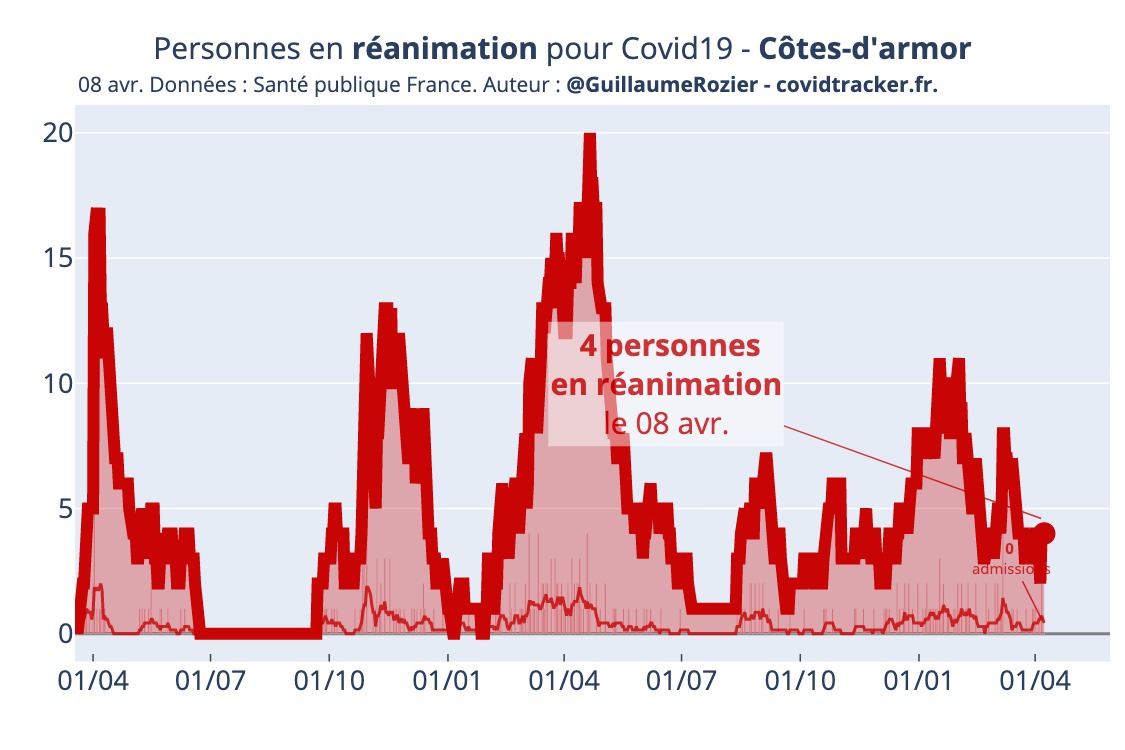 Personnes en réanimation pour Covid19 - Côtes-d'armor
08 avr. Données : Santé publique France. Auteur : @GuillaumeRozier - covidtracker.fr.
20
15
10
5
0
4 personnes
en réanimation
le 08 avr.
0
admissions
01/04 01/07 01/10 01/01 01/04 01/07 01/10 01/01 01/04